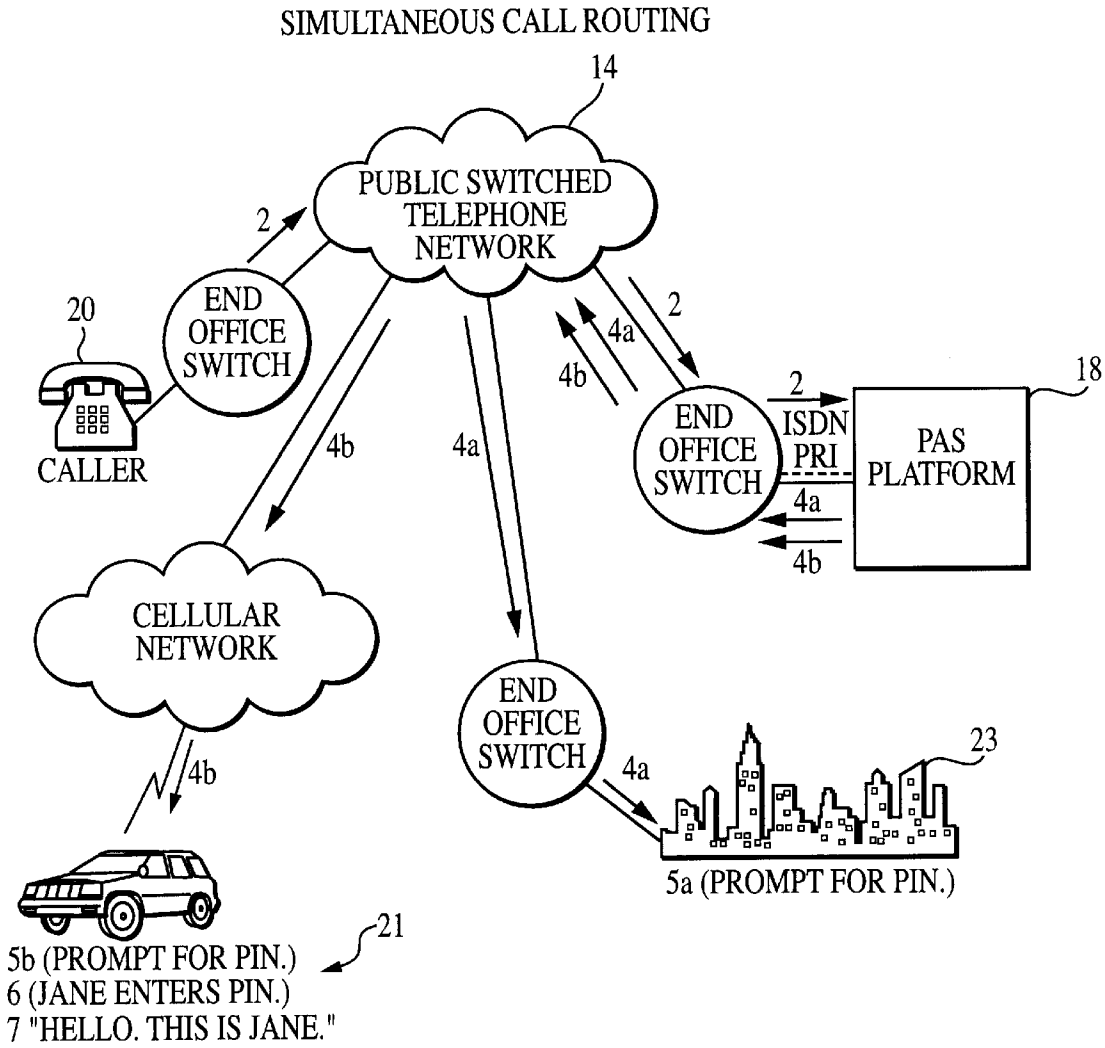 SIMULTANEOUS CALL ROUTING
14
PUBLIC SWITCHED
TELEPHONE
NETWORK
2
END
OFFICE
SWITCH
20
CALLER
2
4a
4b
END
OFFICE
SWITCH
2
ISDN
PRI
4a
4b
18
PAS
PLATFORM
4b
4a
CELLULAR
NETWORK
4b
END
OFFICE
SWITCH
4a
23
5a (PROMPT FOR PIN.)
21
5b (PROMPT FOR PIN.)
6 (JANE ENTERS PIN.)
7 "HELLO. THIS IS JANE."